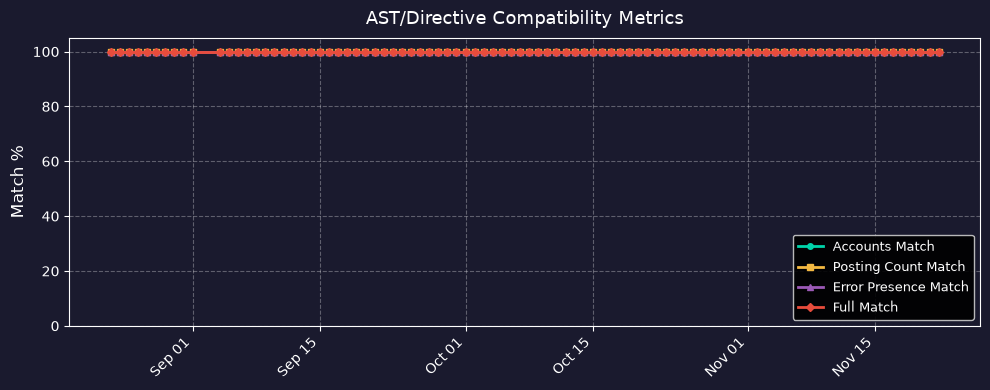 AST/Directive Compatibility Metrics
Match %
100
80
60
40
20
0
Accounts Match
Posting Count Match
Error Presence Match
Full Match
Sep 01
Sep 15
Oct 01
Oct 15
Nov 01
Nov 15